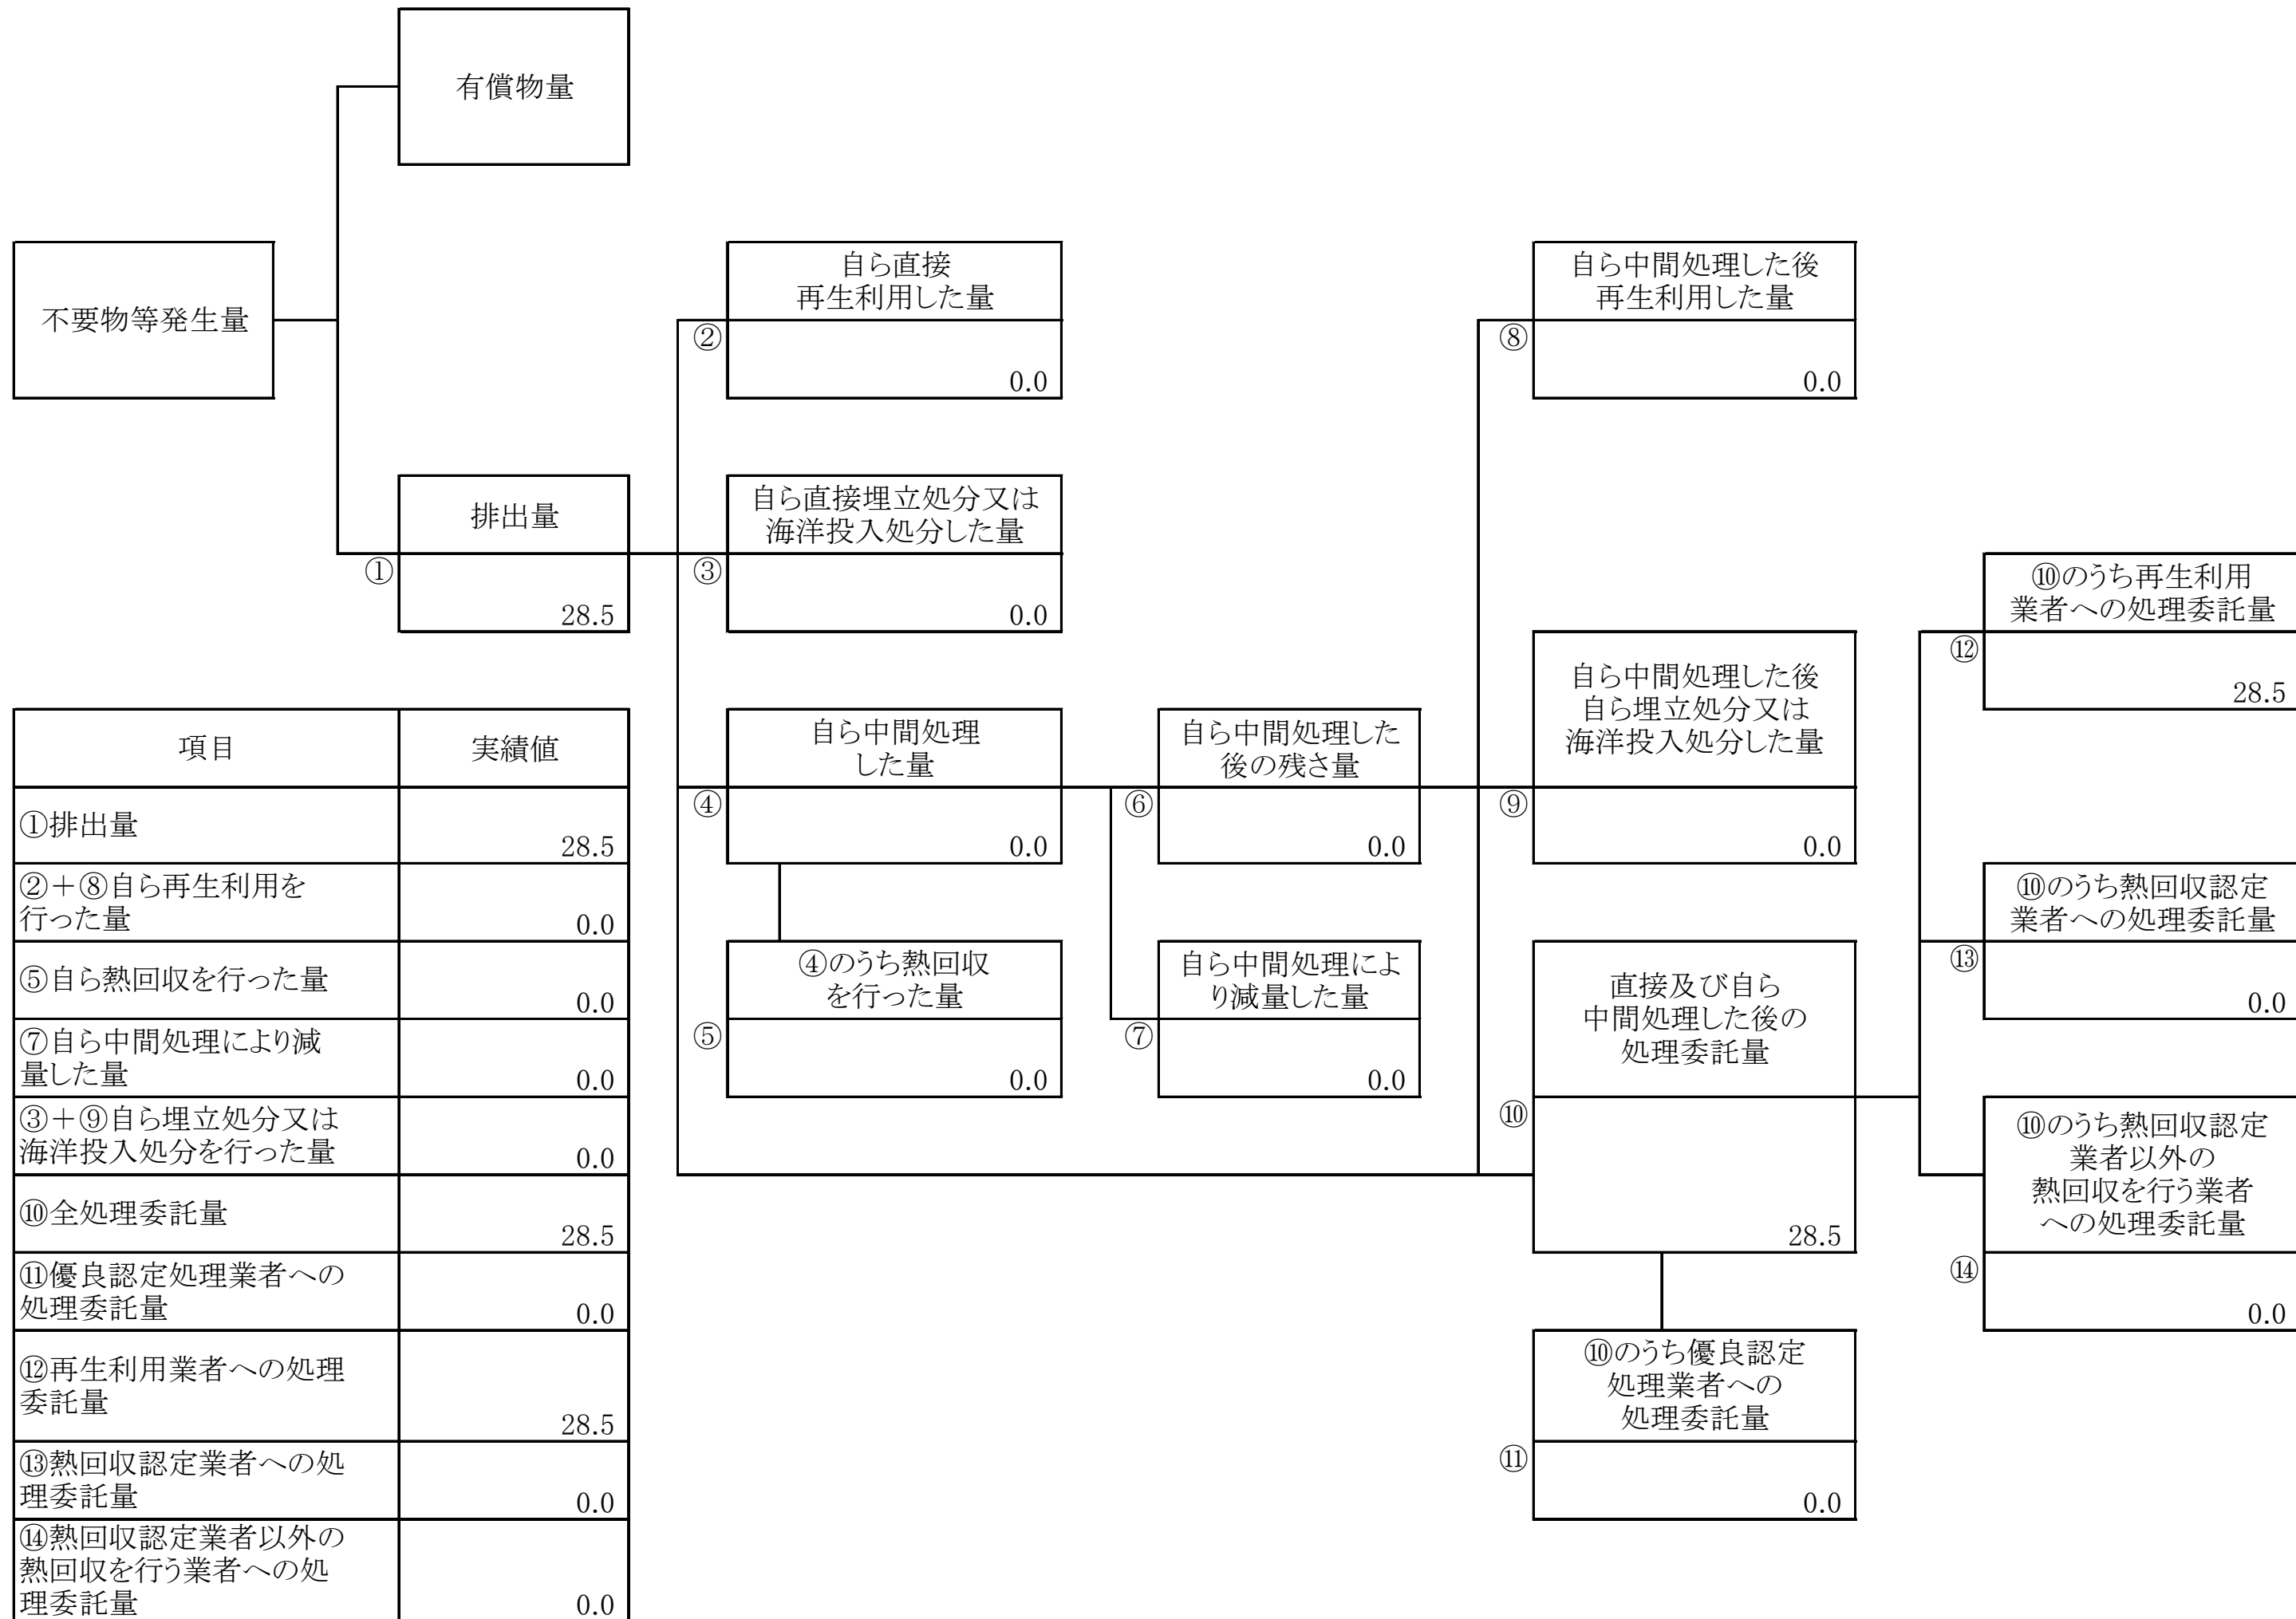 有償物量
不要物等発生量
自ら直接
再生利用した量
②
0.0
自ら中間処理した後
再生利用した量
⑧
0.0
排出量
①
28.5
自ら直接埋立処分又は
海洋投入処分した量
③
0.0
⑩のうち再生利用
業者への処理委託量
⑫
28.5
自ら中間処理
した量
④
0.0
自ら中間処理した
後の残さ量
⑥
0.0
自ら中間処理した後
自ら埋立処分又は
海洋投入処分した量
⑨
0.0
⑩のうち熱回収認定
業者への処理委託量
⑬
0.0
④のうち熱回収
を行った量
⑤
0.0
自ら中間処理によ
り減量した量
⑦
0.0
直接及び自ら
中間処理した後の
処理委託量
⑩
28.5
⑩のうち熱回収認定
業者以外の
熱回収を行う業者
への処理委託量
⑭
0.0
⑩のうち優良認定
処理業者への
処理委託量
⑪
0.0
項目 実績値
①排出量
28.5
②+⑧自ら再生利用を
行った量
0.0
⑤自ら熱回収を行った量
0.0
⑦自ら中間処理により減
量した量
0.0
③+⑨自ら埋立処分又は
海洋投入処分を行った量
0.0
⑩全処理委託量
28.5
⑪優良認定処理業者への
処理委託量
0.0
⑫再生利用業者への処理
委託量
28.5
⑬熱回収認定業者への処
理委託量
0.0
⑭熱回収認定業者以外の
熱回収を行う業者への処
理委託量
0.0